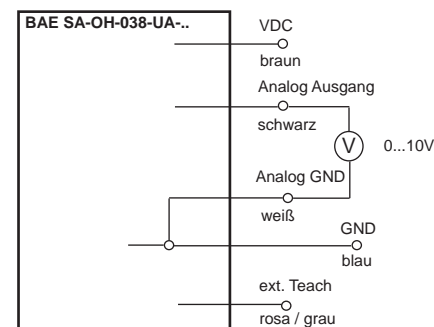 BAE SA-OH-038-UA-..
VDC
braun
Analog Ausgang
schwarz
V
0...10V
Analog GND
weiß
GND
blau
ext. Teach
rosa / grau